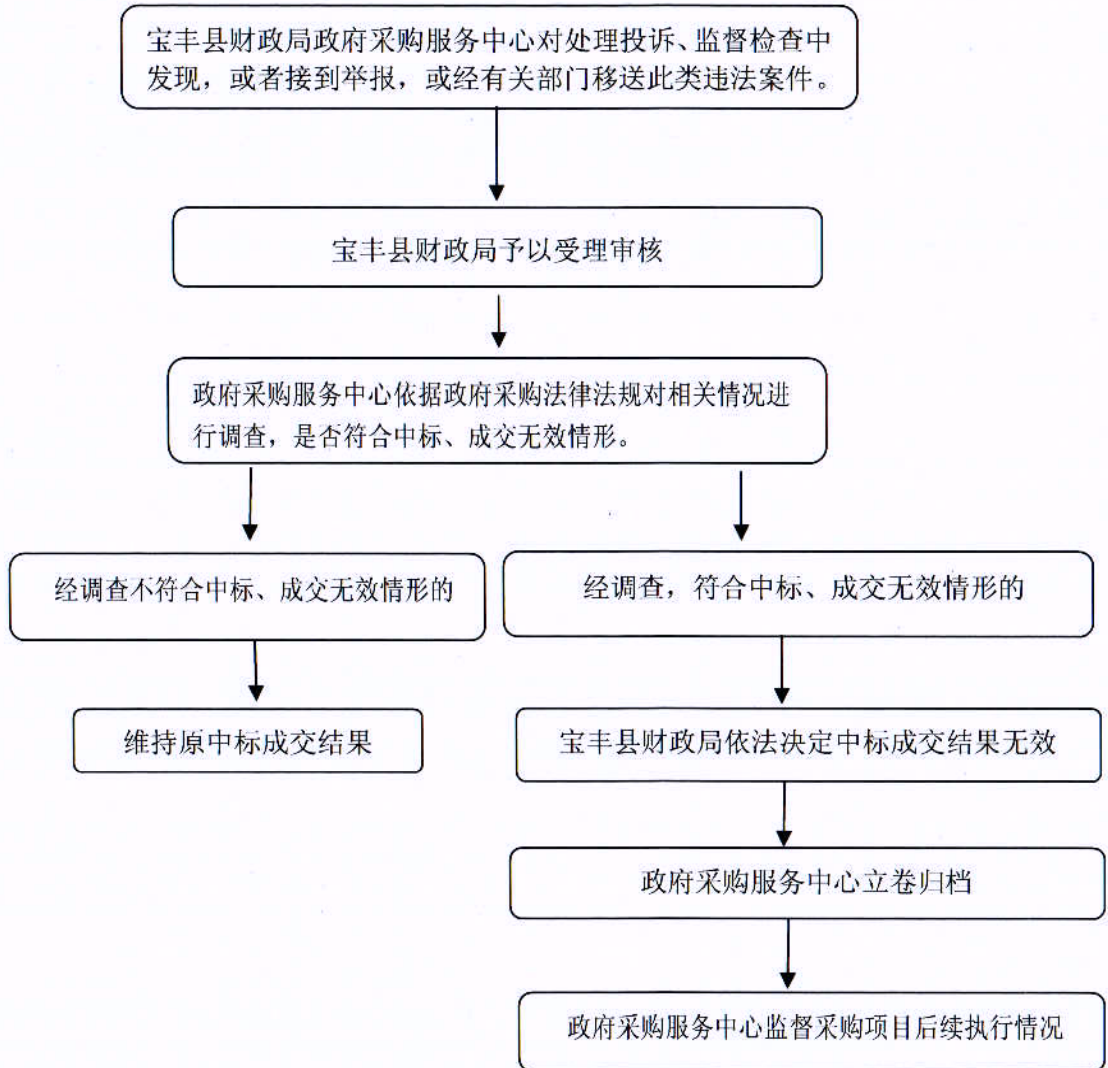 宝丰县财政局政府采购服务中心对处理投诉、监督检查中
发现，或者接到举报，或经有关部门移送此类违法案件。
宝丰县财政局予以受理审核
政府采购服务中心依据政府采购法律法规对相关情况进
行调查，是否符合中标、成交无效情形。
经调查不符合中标、成交无效情形的
经调查，符合中标、成交无效情形的
维持原中标成交结果
宝丰县财政局依法决定中标成交结果无效
政府采购服务中心立卷归档
政府采购服务中心监督采购项目后续执行情况